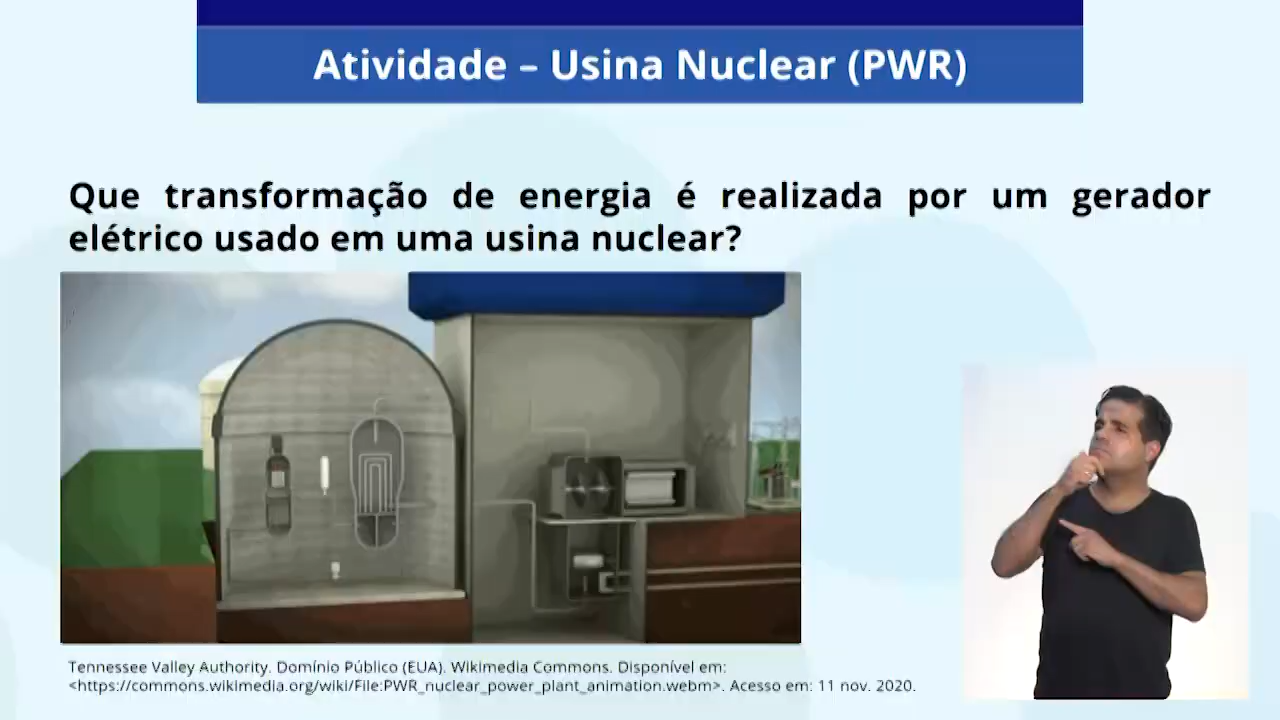 Atividade – Usina Nuclear (PWR)
Que transformação de energia é realizada por um gerador
elétrico usado em uma usina nuclear?
Tennessee Valley Authority. Domínio Público (EUA). Wikimedia Commons. Disponível em:
<https://commons.wikimedia.org/wiki/File:PWR_nuclear_power_plant_animation.webm>. Acesso em: 11 nov. 2020.